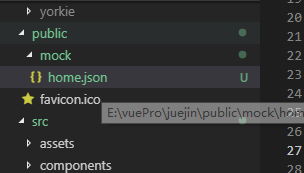 yorkie
public
mock
{ } home.json U
favicon.ico
E:\vuePro\juejin\public\mock\hom
src
assets
components
20
21
22
23
24
25
26
27
28